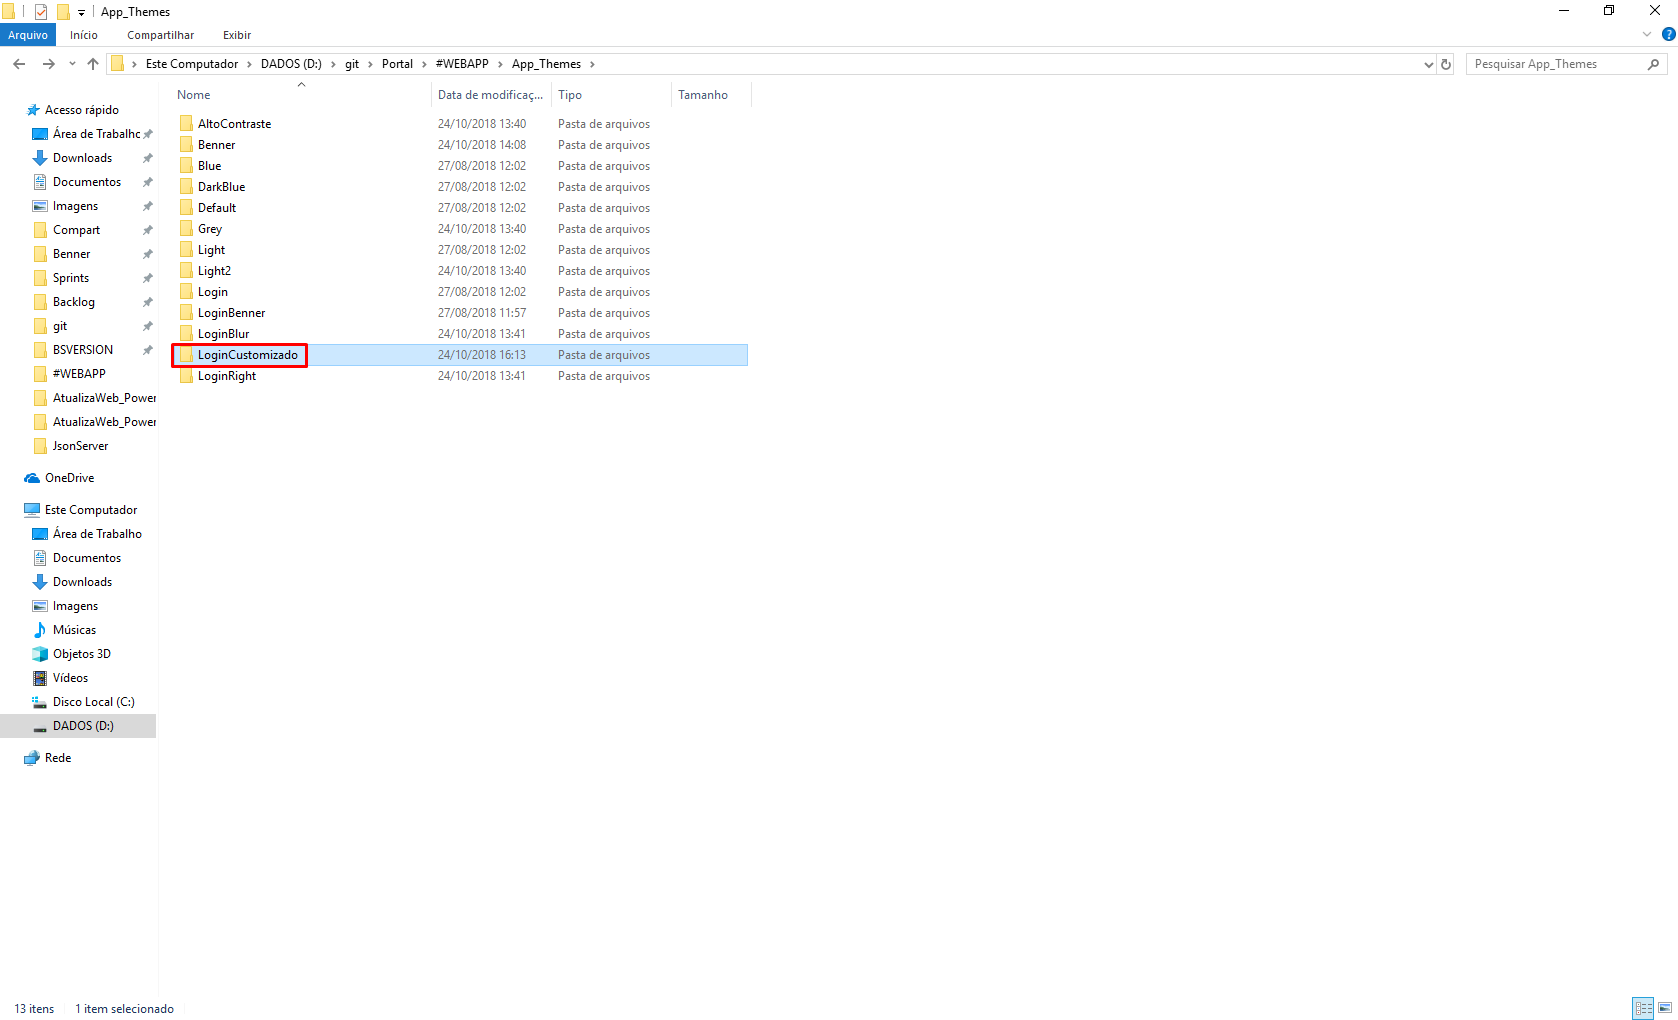 App_Themes
Arquivo Início Compartilhar Exibir
Este Computador DADOS (D:) git Portal #WEBAPP App_Themes Pesquisar App_Themes
Nome Data de modificaç... Tipo Tamanho
Acesso rápido
Área de Trabalhc
Downloads
Documentos
Imagens
Compart
Benner
Sprints
Backlog
git
BSVERSION
#WEBAPP
AtualizaWeb_Power
AtualizaWeb_Power
JsonServer
OneDrive
Este Computador
Área de Trabalho
Documentos
Downloads
Imagens
Músicas
Objetos 3D
Vídeos
Disco Local (C:)
DADOS (D:)
Rede
AltoContraste 24/10/2018 13:40 Pasta de arquivos
Benner 24/10/2018 14:08 Pasta de arquivos
Blue 27/08/2018 12:02 Pasta de arquivos
DarkBlue 27/08/2018 12:02 Pasta de arquivos
Default 27/08/2018 12:02 Pasta de arquivos
Grey 24/10/2018 13:40 Pasta de arquivos
Light 27/08/2018 12:02 Pasta de arquivos
Light2 24/10/2018 13:40 Pasta de arquivos
Login 27/08/2018 12:02 Pasta de arquivos
LoginBenner 27/08/2018 11:57 Pasta de arquivos
LoginBlur 24/10/2018 13:41 Pasta de arquivos
LoginCustomizado 24/10/2018 16:13 Pasta de arquivos
LoginRight 24/10/2018 13:41 Pasta de arquivos
13 itens 1 item selecionado